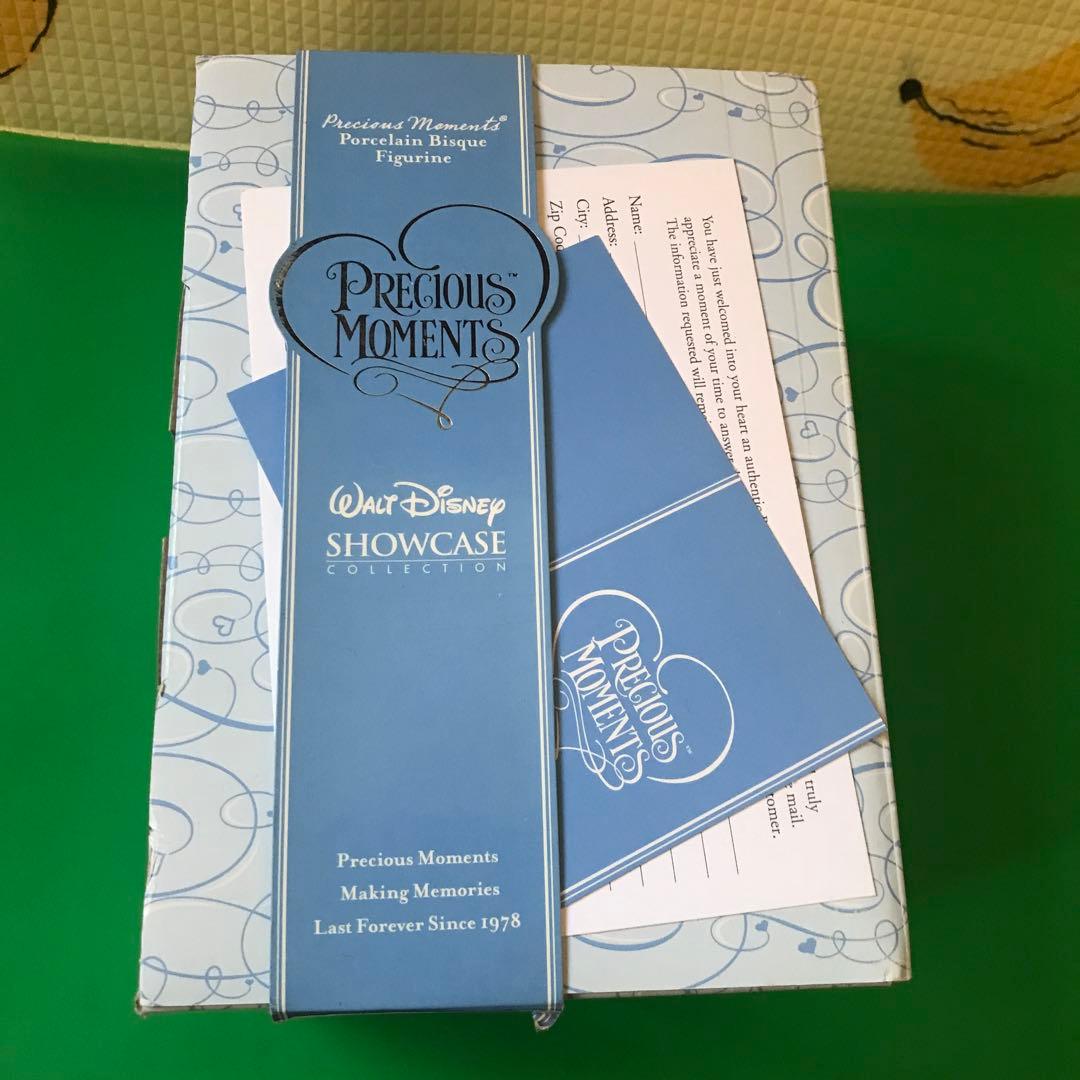 Precious Moments®
Porcelain Bisque
Figurine
PRECIOUS™
MOMENTS
WALT DISNEY
SHOWCASE
COLLECTION
Precious Moments
Making Memories
Last Forever Since 1978
You have just welcomed into your heart an authentic
appreciate a moment of your time to answer
The information requested will
Name:
Address:
City:
Zip
truly
mail.
PRECIOUS™
MOMENTS